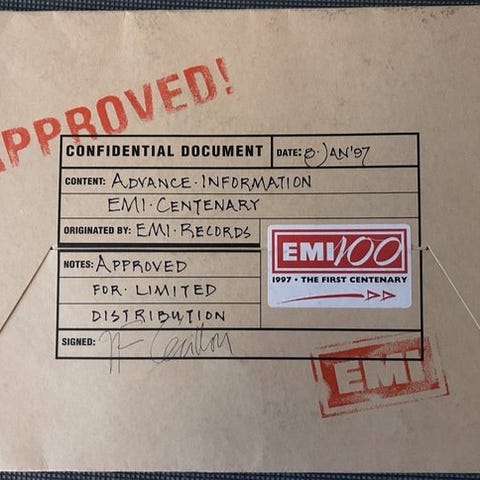 APPROVED!
CONFIDENTIAL DOCUMENT
DATE: 8·JAN'97
CONTENT: ADVANCE·INFORMATION
EMI·CENTENARY
ORIGINATED BY: EMI·RECORDS
EMI100
1997 • THE FIRST CENTENARY
NOTES: APPROVED
FOR·LIMITED
DISTRIBUTION
SIGNED:
EMI